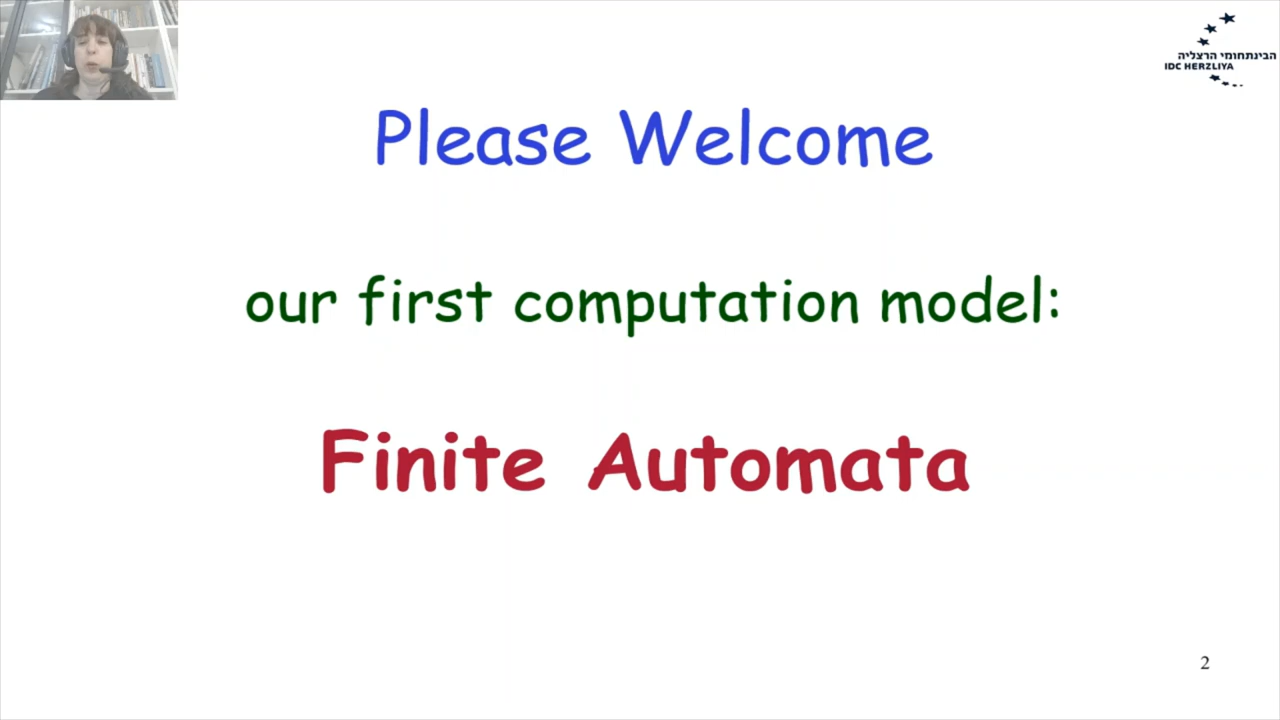 הבינתחומי הרצליה
IDC HERZLIYA
Please Welcome
our first computation model:
Finite Automata
2